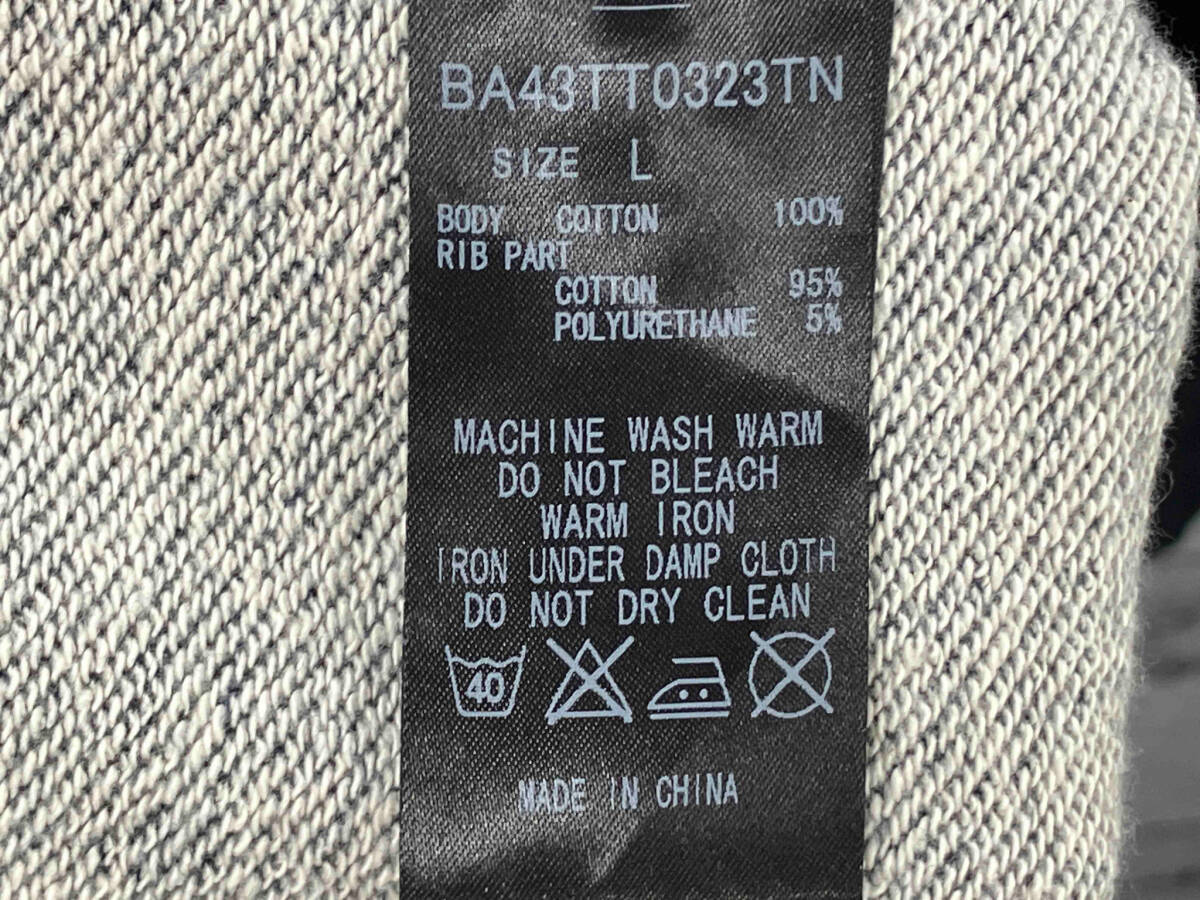 BA43TT0323TN
SIZE L
BODY COTTON 100%
RIB PART
COTTON 95%
POLYURETHANE 5%
MACHINE WASH WARM
DO NOT BLEACH
WARM IRON
IRON UNDER DAMP CLOTH
DO NOT DRY CLEAN
40
MADE IN CHINA